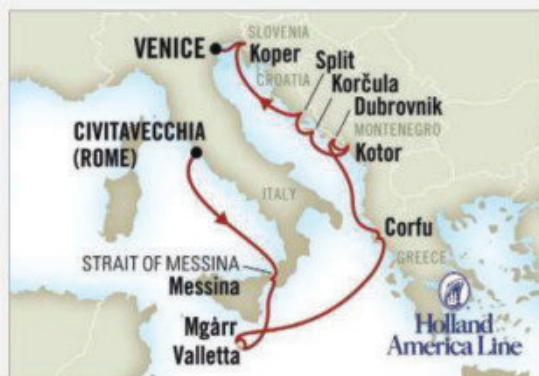 SLOVENIA
VENICE
Koper
Split
CROATIA
Korčula
Dubrovnik
CIVITAVECCHIA
(ROME)
MONTENEGRO
Kotor
ITALY
Corfu
STRAIT OF MESSINA
GREECE
Messina
Mgårr
Valletta
Holland
America Line